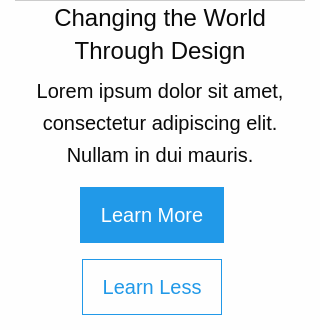 Changing the World
Through Design
Lorem ipsum dolor sit amet,
consectetur adipiscing elit.
Nullam in dui mauris.
Learn More
Learn Less